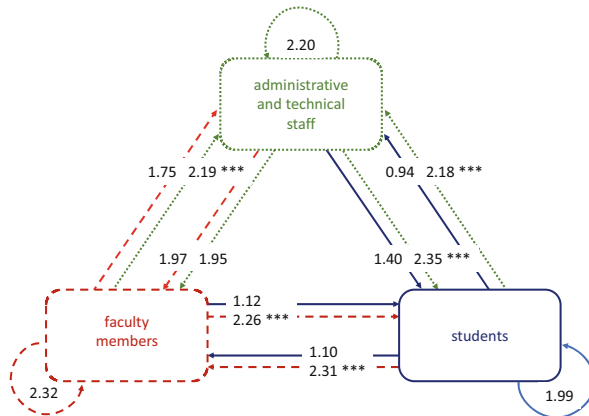 2.20
administrative
and technical
staff
1.75 2.19 ***
0.94 2.18 ***
1.97 1.95
1.40 2.35 ***
1.12
2.26 ***
faculty
members
students
1.10
2.31 ***
2.32
1.99